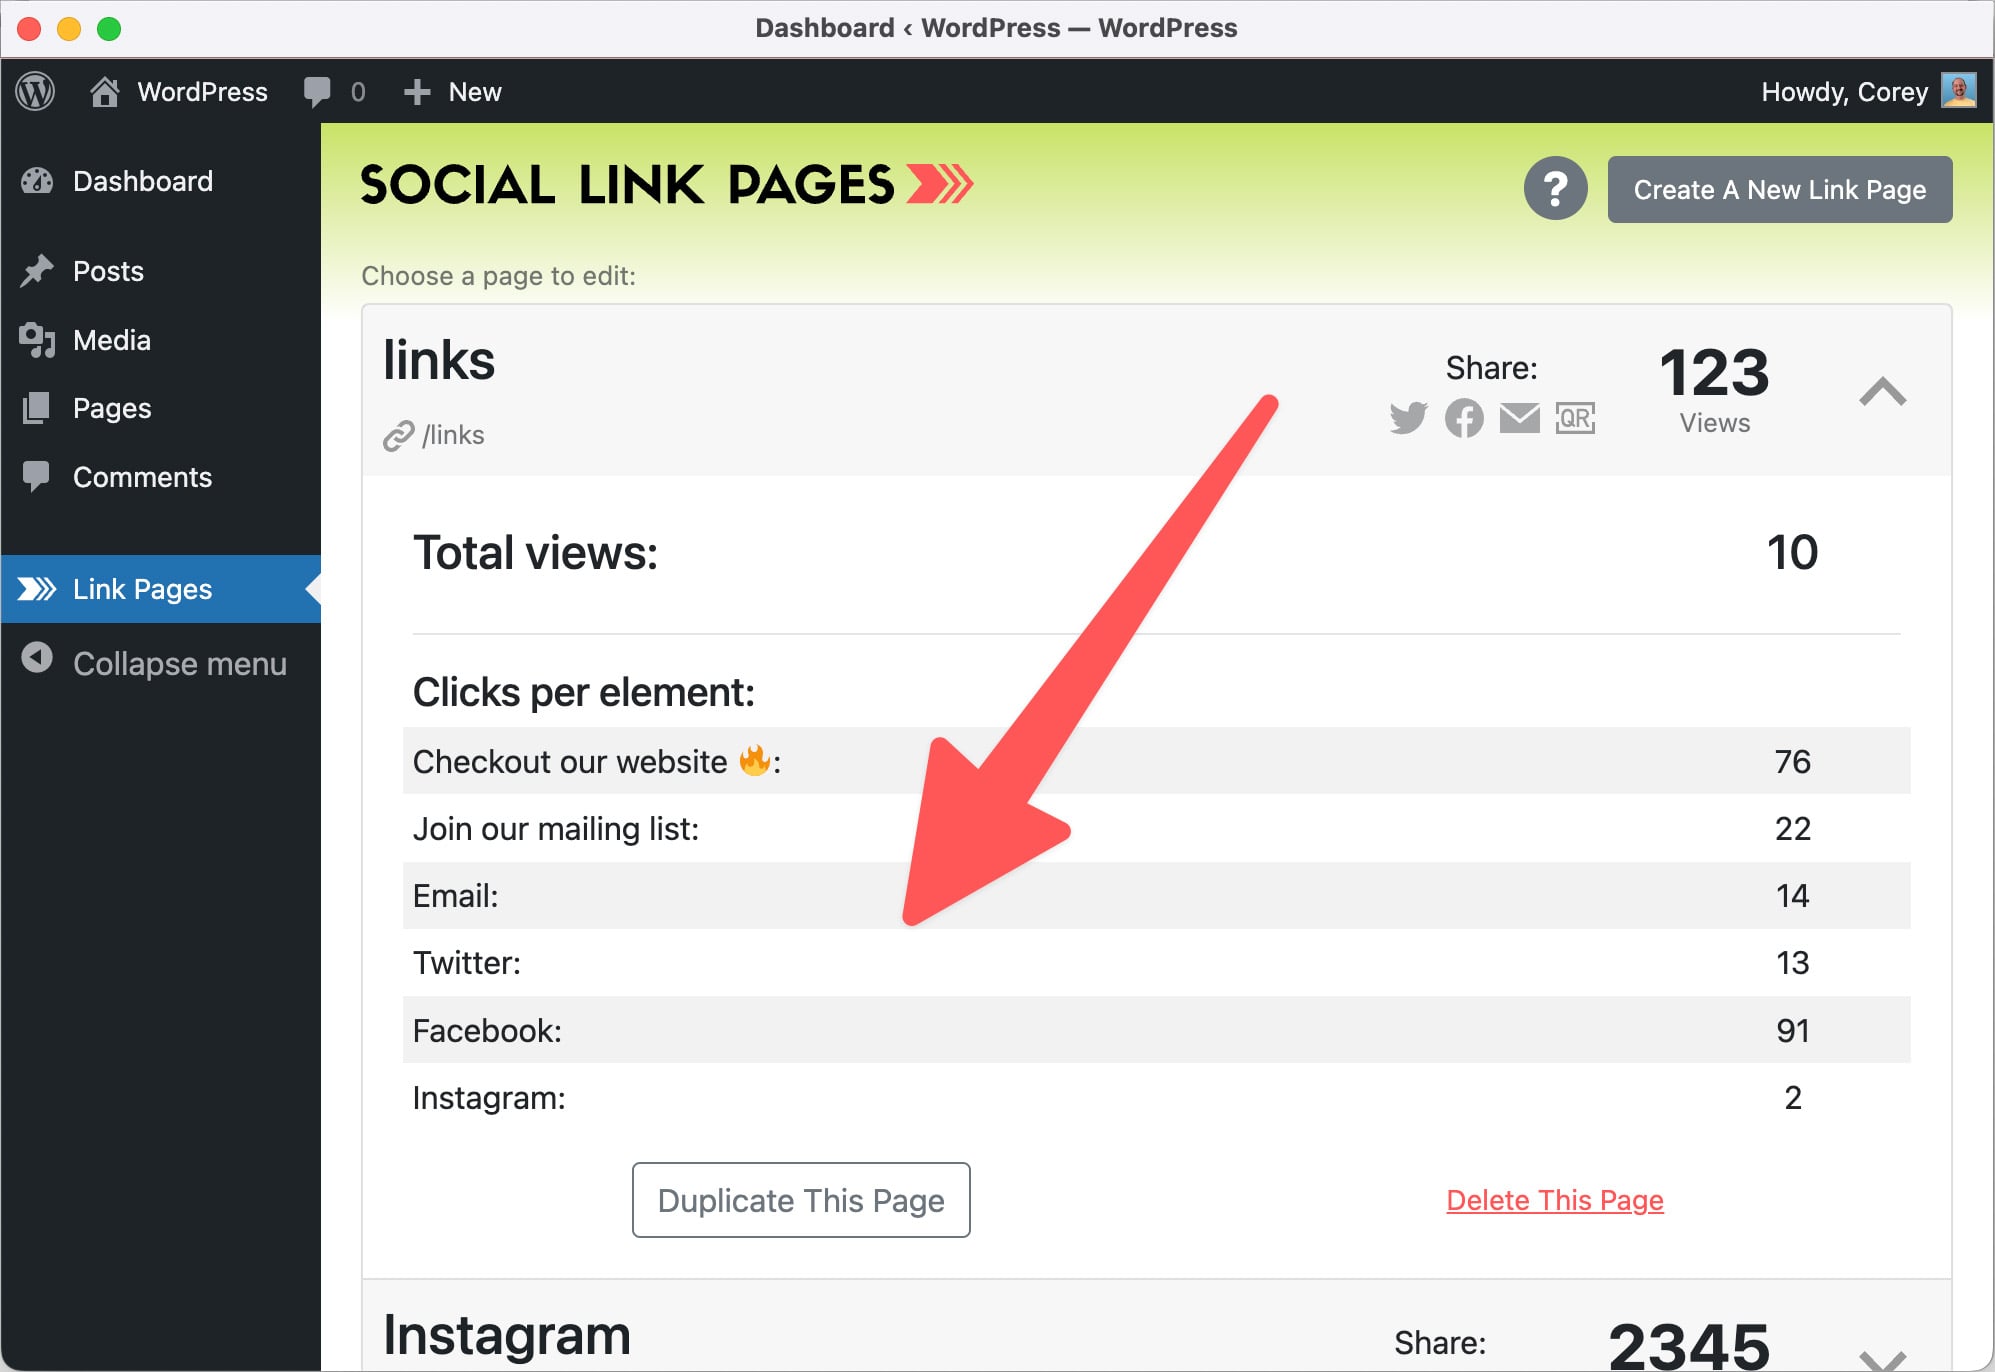 Dashboard ‹ WordPress — WordPress
WordPress 0 New Howdy, Corey
Dashboard
Posts
Media
Pages
Comments
Link Pages
Collapse menu
SOCIAL LINK PAGES
? Create A New Link Page
Choose a page to edit:
links
/links
Share:
QR
123
Views
Total views: 10
Clicks per element:
Checkout our website 🔥: 76
Join our mailing list: 22
Email: 14
Twitter: 13
Facebook: 91
Instagram: 2
Duplicate This Page Delete This Page
Instagram Share: 2345